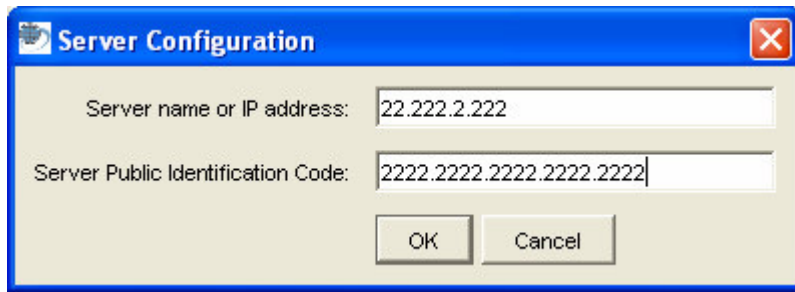 Server Configuration
Server name or IP address: 22.222.2.222
Server Public Identification Code: 2222.2222.2222.2222.2222
OK Cancel